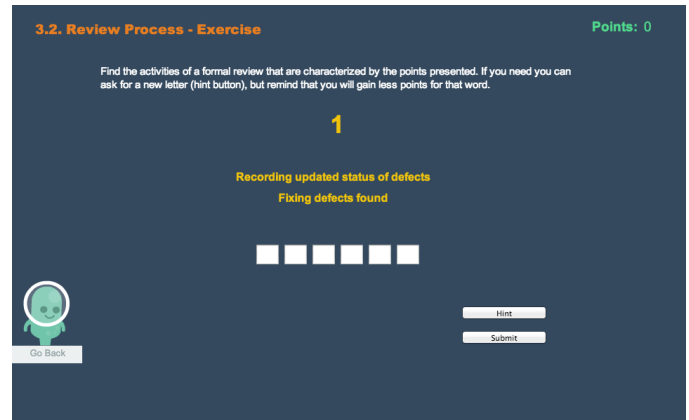 3.2. Review Process - Exercise
Points: 0
Find the activities of a formal review that are characterized by the points presented. If you need you can
ask for a new letter (hint button), but remind that you will gain less points for that word.
1
Recording updated status of defects
Fixing defects found
Hint
Submit
Go Back